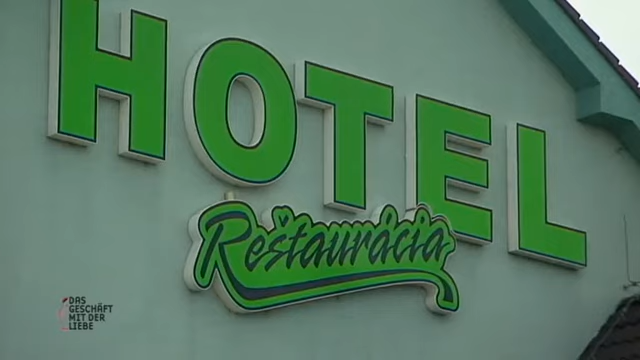 HOTEL
Reštaurácia
DAS
GESCHÄFT
MIT DER
LIEBE